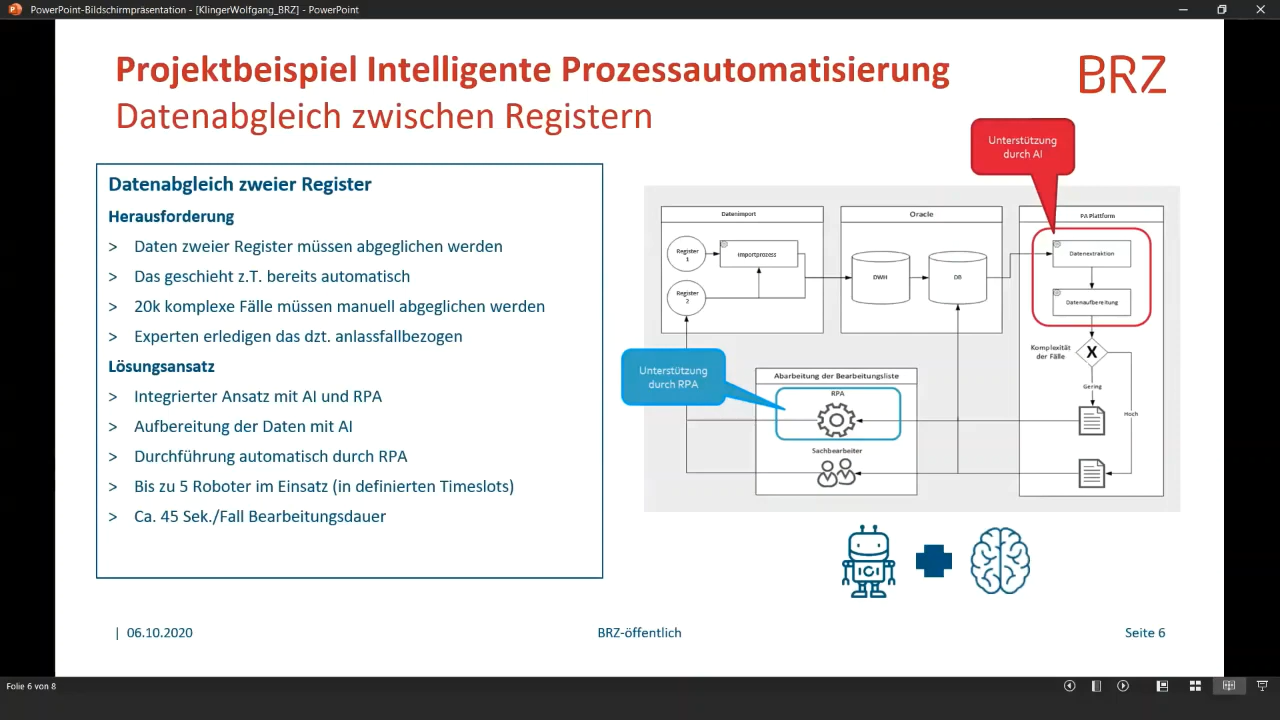 PowerPoint-Bildschirmpräsentation - [KlingerWolfgang_BRZ] - PowerPoint
Projektbeispiel Intelligente Prozessautomatisierung
Datenabgleich zwischen Registern
BRZ
Datenabgleich zweier Register
Herausforderung
> Daten zweier Register müssen abgeglichen werden
> Das geschieht z.T. bereits automatisch
> 20k komplexe Fälle müssen manuell abgeglichen werden
> Experten erledigen das dzt. anlassfallbezogen
Lösungsansatz
> Integrierter Ansatz mit AI und RPA
> Aufbereitung der Daten mit AI
> Durchführung automatisch durch RPA
> Bis zu 5 Roboter im Einsatz (in definierten Timeslots)
> Ca. 45 Sek./Fall Bearbeitungsdauer
Unterstützung
durch AI
Datenimport
Oracle
PA Plattform
Register
1
Importprozess
Register
2
DWH
DB
Datenextraktion
Datenaufbereitung
Komplexität
der Fälle
X
Gering
Hoch
Unterstützung
durch RPA
Abarbeitung der Bearbeitungsliste
RPA
Sachbearbeiter
| 06.10.2020
BRZ-öffentlich
Seite 6
Folie 6 von 8